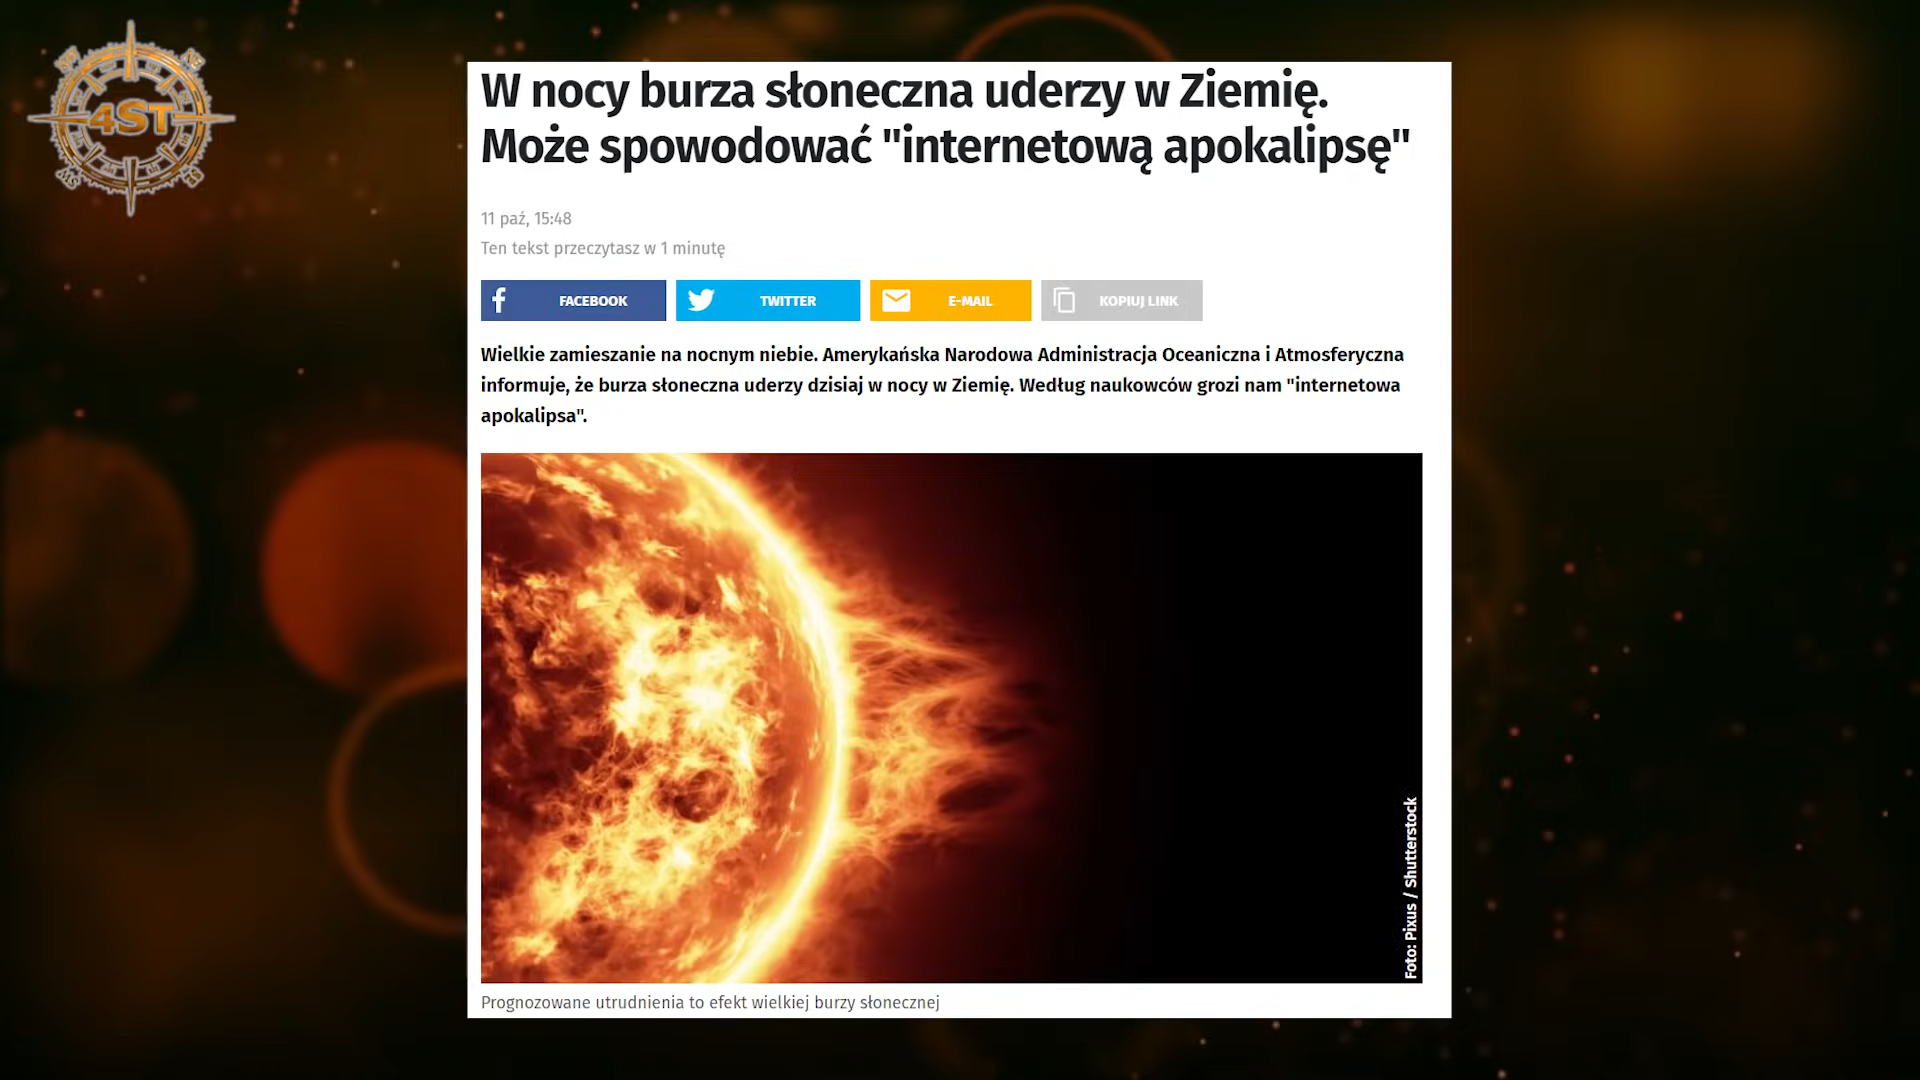 4ST
W nocy burza słoneczna uderzy w Ziemię.
Może spowodować "internetową apokalipsę"
11 paź, 15:48
Ten tekst przeczytasz w 1 minutę
FACEBOOK
TWITTER
E-MAIL
KOPIUJ LINK
Wielkie zamieszanie na nocnym niebie. Amerykańska Narodowa Administracja Oceaniczna i Atmosferyczna
informuje, że burza słoneczna uderzy dzisiaj w nocy w Ziemię. Według naukowców grozi nam "internetowa
apokalipsa".
Foto: Pixus / Shutterstock
Prognozowane utrudnienia to efekt wielkiej burzy słonecznej